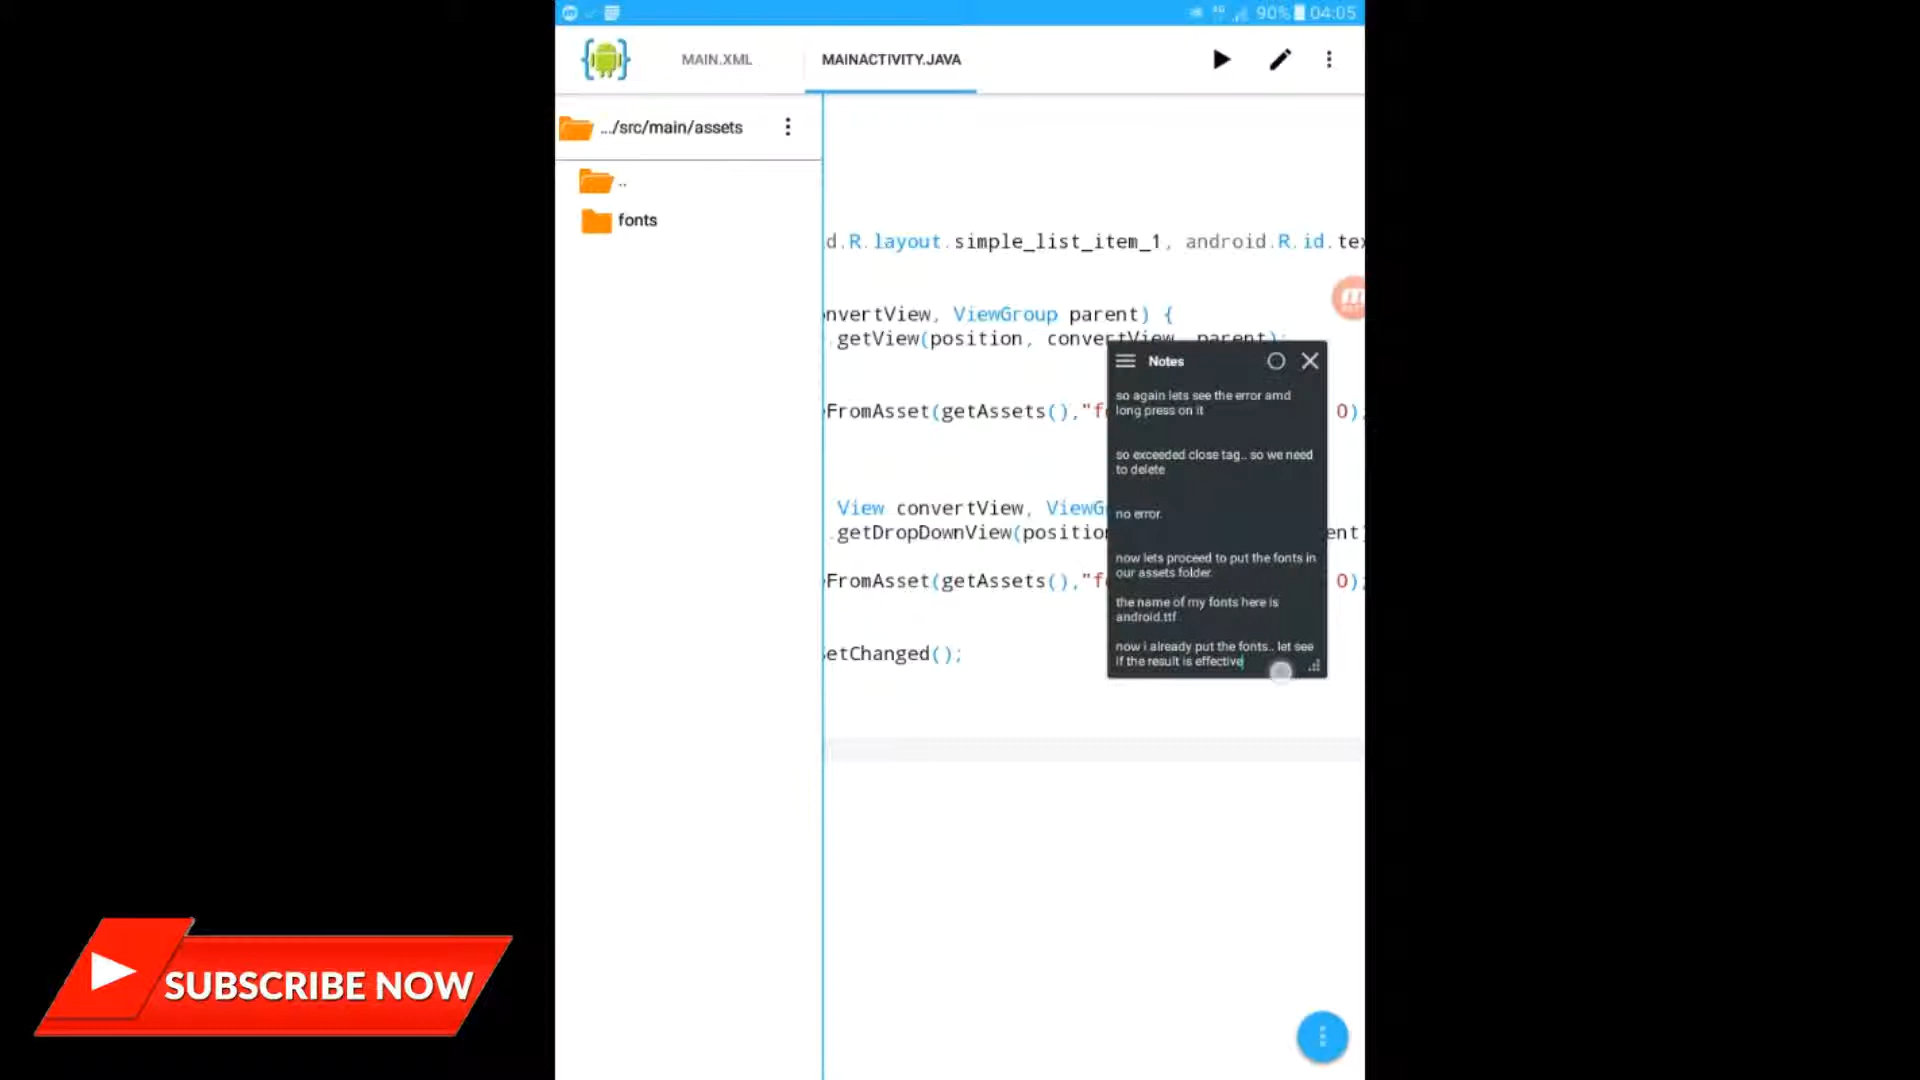 90% 04:05
MAIN.XML
MAINACTIVITY.JAVA
.../src/main/assets
..
fonts
d.R.layout.simple_list_item_1, android.R.id.tex
nvertView, ViewGroup parent) {
.getView(position, convertView, parent);
FromAsset(getAssets(),"f
0);
View convertView, ViewG
.getDropDownView(position
ent)
FromAsset(getAssets(),"f
0);
etChanged();
Notes
so again lets see the error amd
long press on it
so exceeded close tag.. so we need
to delete
no error.
now lets proceed to put the fonts in
our assets folder.
the name of my fonts here is
android.ttf
now i already put the fonts.. let see
if the result is effective
SUBSCRIBE NOW